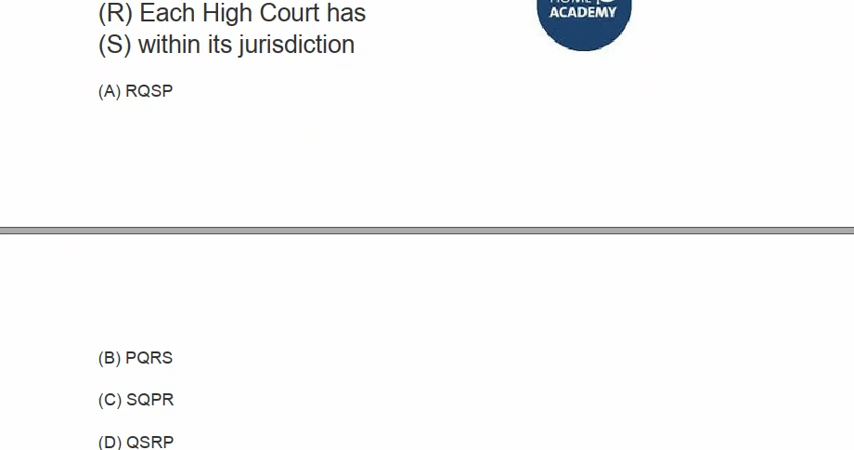 (R) Each High Court has
(S) within its jurisdiction
ACADEMY
(A) RQSP
(B) PQRS
(C) SQPR
(D) QSRP